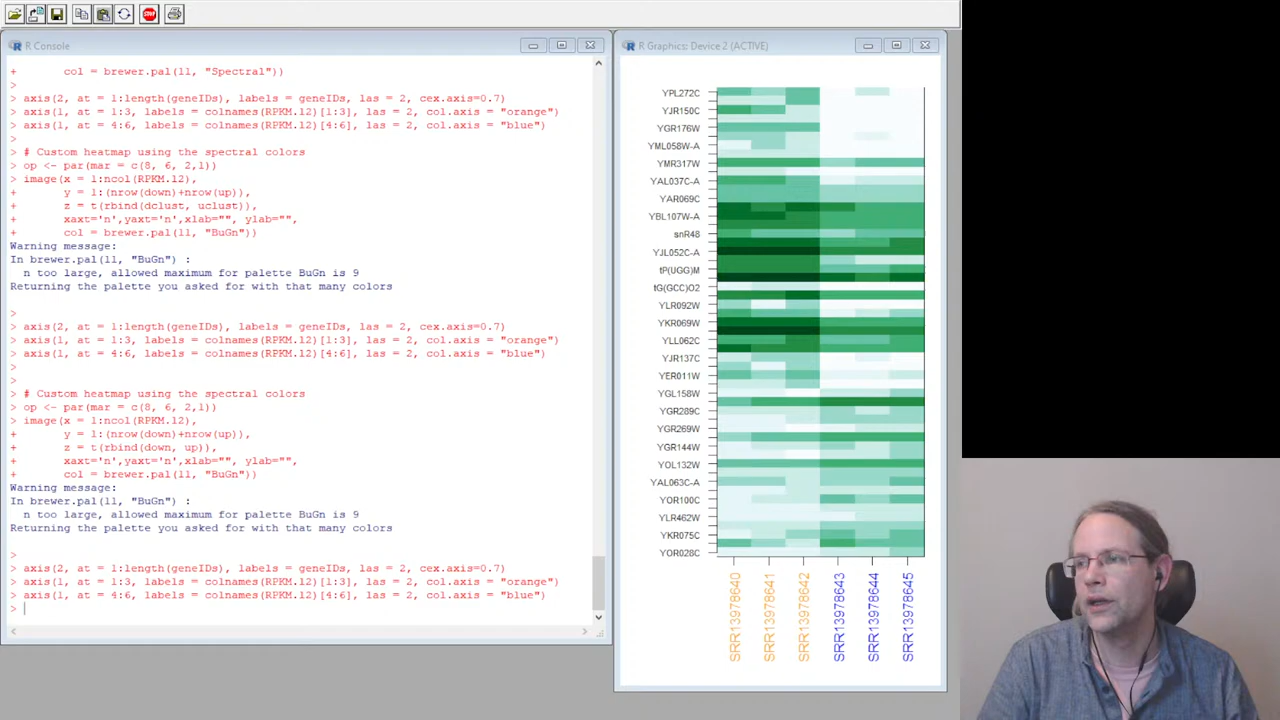 STOP
R Console
+       col = brewer.pal(11, "Spectral"))
>
> axis(2, at = 1:length(geneIDs), labels = geneIDs, las = 2, cex.axis=0.7)
> axis(1, at = 1:3, labels = colnames(RPKM.12)[1:3], las = 2, col.axis = "orange")
> axis(1, at = 4:6, labels = colnames(RPKM.12)[4:6], las = 2, col.axis = "blue")
>
> # Custom heatmap using the spectral colors
> op <- par(mar = c(8, 6, 2,1))
> image(x = 1:ncol(RPKM.12),
+       y = 1:(nrow(down)+nrow(up)),
+       z = t(rbind(dclust, uclust)),
+       xaxt='n',yaxt='n',xlab="", ylab="",
+       col = brewer.pal(11, "BuGn"))
Warning message:
In brewer.pal(11, "BuGn") :
  n too large, allowed maximum for palette BuGn is 9
Returning the palette you asked for with that many colors

>
> axis(2, at = 1:length(geneIDs), labels = geneIDs, las = 2, cex.axis=0.7)
> axis(1, at = 1:3, labels = colnames(RPKM.12)[1:3], las = 2, col.axis = "orange")
> axis(1, at = 4:6, labels = colnames(RPKM.12)[4:6], las = 2, col.axis = "blue")
>
>
> # Custom heatmap using the spectral colors
> op <- par(mar = c(8, 6, 2,1))
> image(x = 1:ncol(RPKM.12),
+       y = 1:(nrow(down)+nrow(up)),
+       z = t(rbind(down, up)),
+       xaxt='n',yaxt='n',xlab="", ylab="",
+       col = brewer.pal(11, "BuGn"))
Warning message:
In brewer.pal(11, "BuGn") :
  n too large, allowed maximum for palette BuGn is 9
Returning the palette you asked for with that many colors

>
> axis(2, at = 1:length(geneIDs), labels = geneIDs, las = 2, cex.axis=0.7)
> axis(1, at = 1:3, labels = colnames(RPKM.12)[1:3], las = 2, col.axis = "orange")
> axis(1, at = 4:6, labels = colnames(RPKM.12)[4:6], las = 2, col.axis = "blue")
>
R Graphics: Device 2 (ACTIVE)
YPL272C
YJR150C
YGR176W
YML058W-A
YMR317W
YAL037C-A
YAR069C
YBL107W-A
snR48
YJL052C-A
tP(UGG)M
tG(GCC)O2
YLR092W
YKR069W
YLL062C
YJR137C
YER011W
YGL158W
YGR289C
YGR269W
YGR144W
YOL132W
YAL063C-A
YOR100C
YLR462W
YKR075C
YOR028C
SRR13978640
SRR13978641
SRR13978642
SRR13978643
SRR13978644
SRR13978645